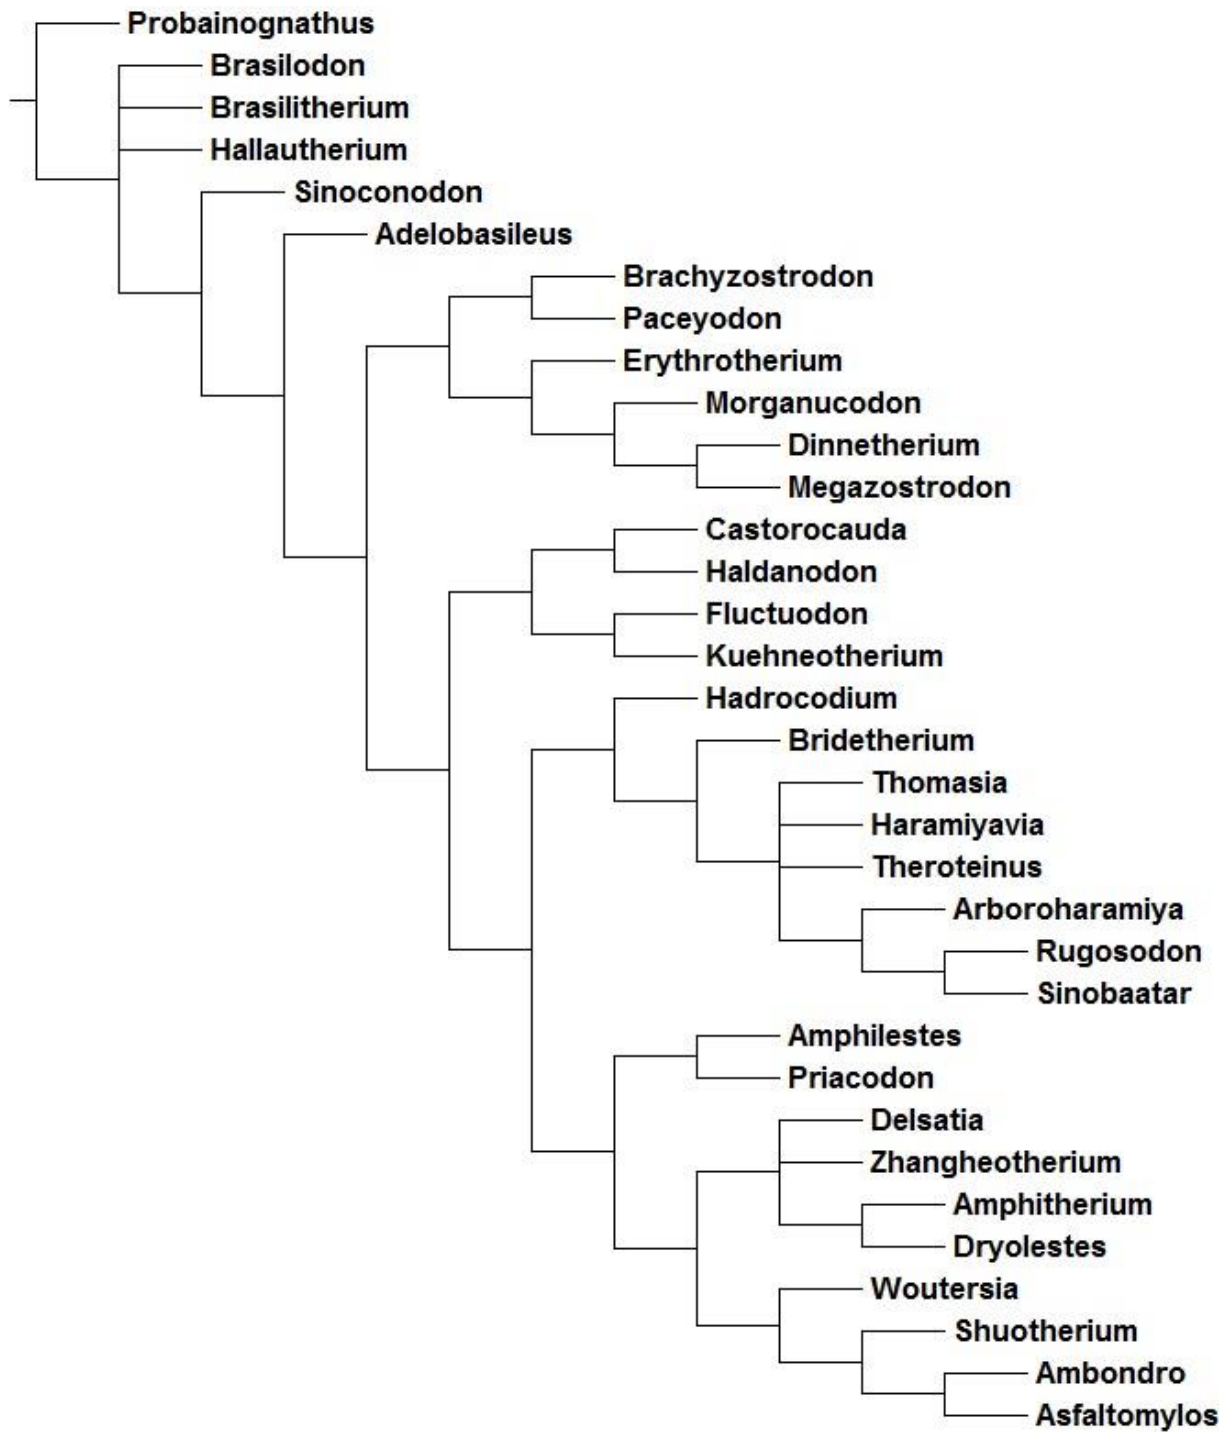 Probainognathus
Brasilodon
Brasilitherium
Hallautherium
Sinoconodon
Adelobasileus
Brachyzostrodon
Paceyodon
Erythrotherium
Morganucodon
Dinnetherium
Megazostrodon
Castorocauda
Haldanodon
Fluctuodon
Kuehneotherium
Hadrocodium
Bridetherium
Thomasia
Haramiyavia
Theroteinus
Arboroharamiya
Rugosodon
Sinobaatar
Amphilestes
Priacodon
Delsatia
Zhangheotherium
Amphitherium
Dryolestes
Woutersia
Shuotherium
Ambondro
Asfaltomylos